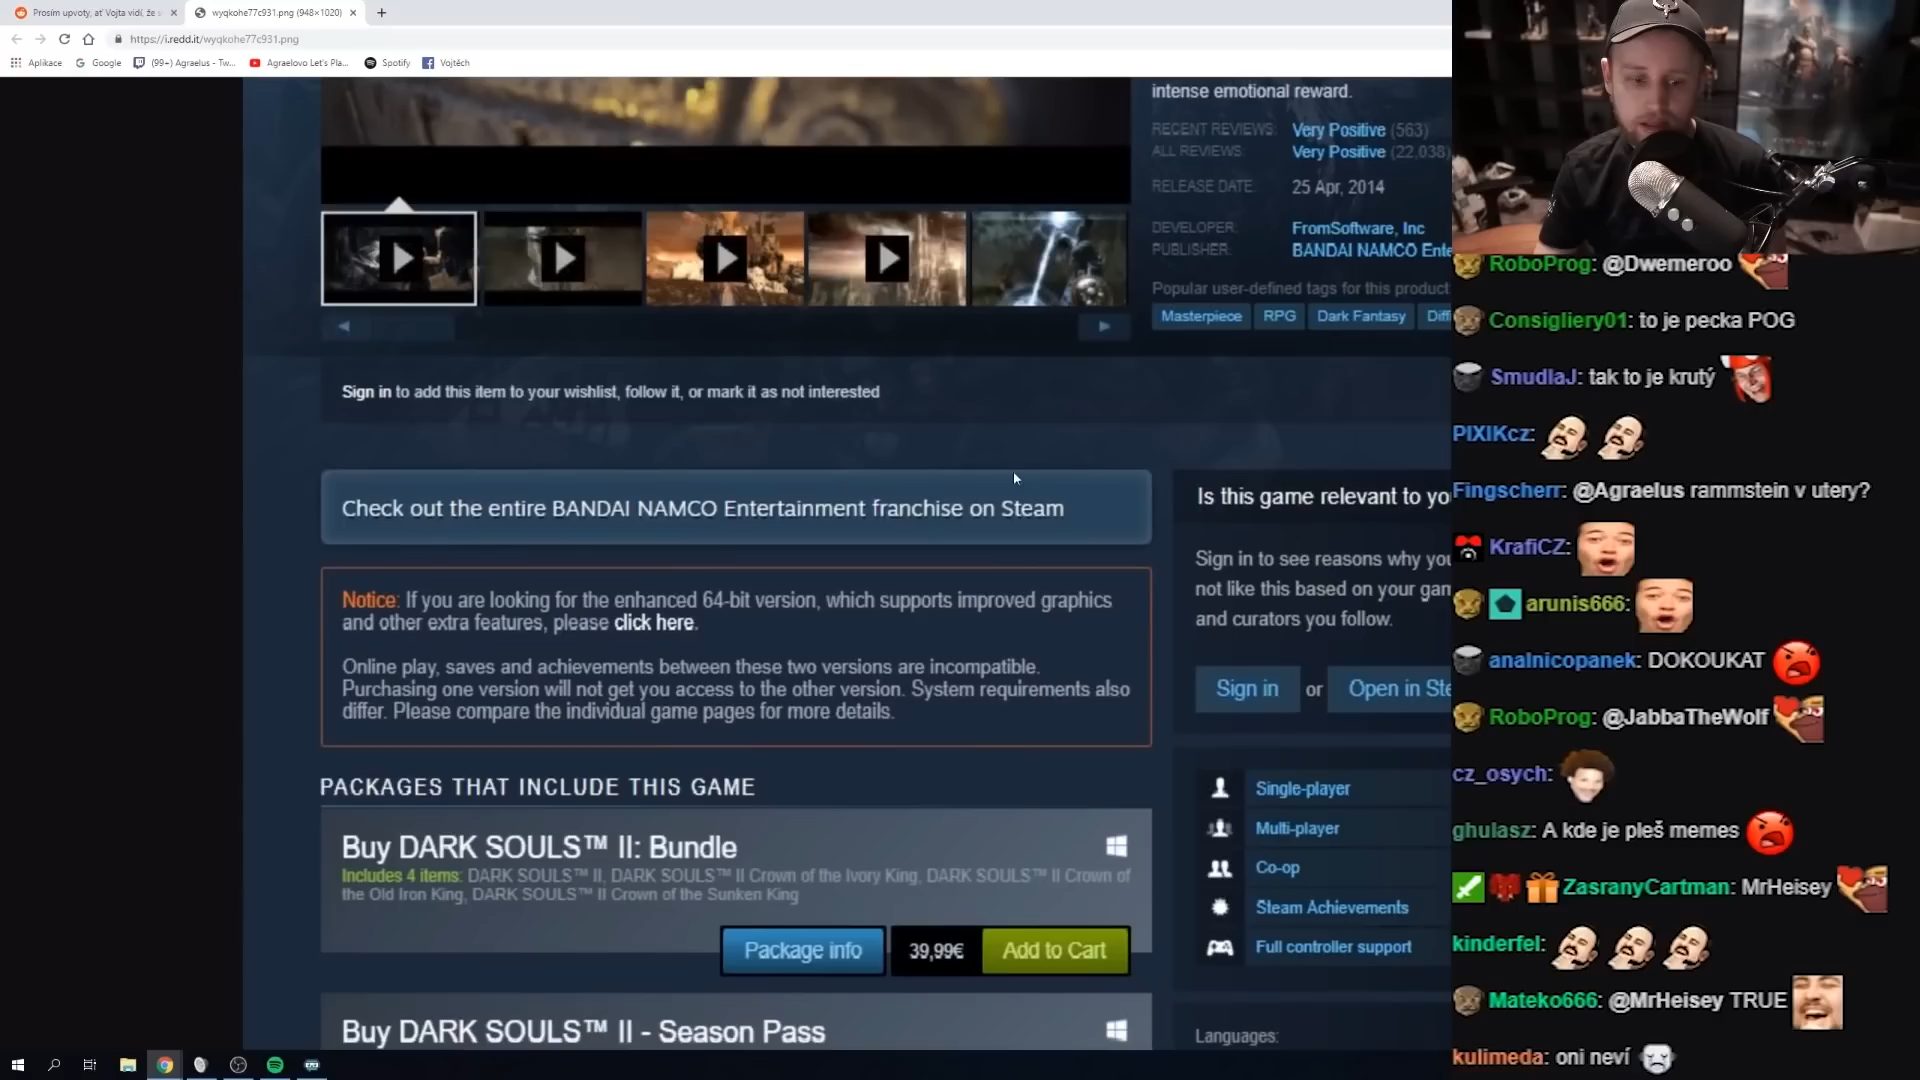 Prosím upvoty, ať Vojta vidí, že
wyqkohe77c931.png (948×1020)
https://i.redd.it/wyqkohe77c931.png
Aplikace
Google
(99+) Agraelus - Tw...
Agraelovo Let's Pla...
Spotify
Vojtěch
intense emotional reward.
RECENT REVIEWS: Very Positive (563)
ALL REVIEWS: Very Positive (22,038)
RELEASE DATE: 25 Apr, 2014
DEVELOPER: FromSoftware, Inc
PUBLISHER: BANDAI NAMCO Ente
Popular user-defined tags for this product:
Masterpiece RPG Dark Fantasy Diffi
Sign in to add this item to your wishlist, follow it, or mark it as not interested
Check out the entire BANDAI NAMCO Entertainment franchise on Steam
Notice: If you are looking for the enhanced 64-bit version, which supports improved graphics
and other extra features, please click here.
Online play, saves and achievements between these two versions are incompatible.
Purchasing one version will not get you access to the other version. System requirements also
differ. Please compare the individual game pages for more details.
PACKAGES THAT INCLUDE THIS GAME
Buy DARK SOULS™ II: Bundle
Includes 4 items: DARK SOULS™ II, DARK SOULS™ II Crown of the Ivory King, DARK SOULS™ II Crown of
the Old Iron King, DARK SOULS™ II Crown of the Sunken King
Package info 39,99€ Add to Cart
Buy DARK SOULS™ II - Season Pass
Is this game relevant to you
Sign in to see reasons why you
not like this based on your gam
and curators you follow.
Sign in or Open in Ste
Single-player
Multi-player
Co-op
Steam Achievements
Full controller support
Languages:
RoboProg: @Dwemeroo
Consigliery01: to je pecka POG
SmudlaJ: tak to je krutý
PIXIKcz:
Fingscherr: @Agraelus rammstein v utery?
KrafiCZ:
arunis666:
analnicopanek: DOKOUKAT
RoboProg: @JabbaTheWolf
cz_osych:
ghulasz: A kde je pleš memes
ZasranyCartman: MrHeisey
kinderfel:
Mateko666: @MrHeisey TRUE
kulimeda: oni neví